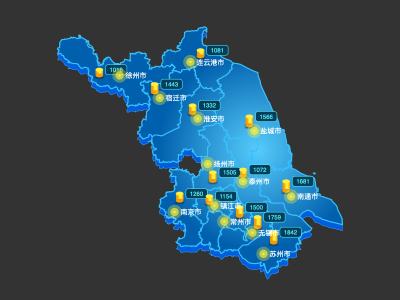 1081
连云港市
1016
徐州市
1443
宿迁市
1332
淮安市
1566
盐城市
扬州市
1505
1072
泰州市
1681
南通市
1260
南京市
1154
镇江市
1500
常州市
1759
无锡市
1842
苏州市